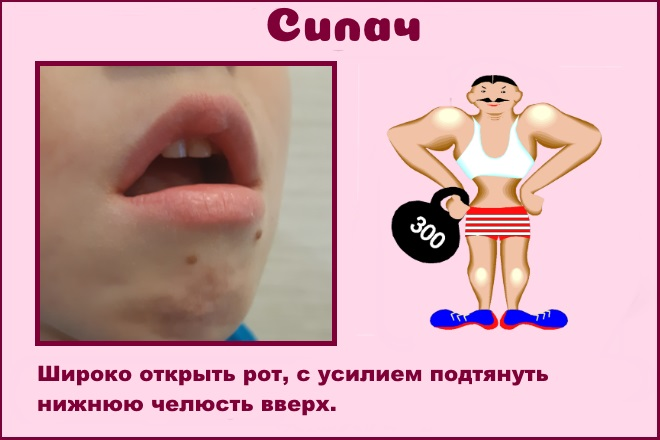 Силач
300
Широко открыть рот, с усилием подтянуть
нижнюю челюсть вверх.